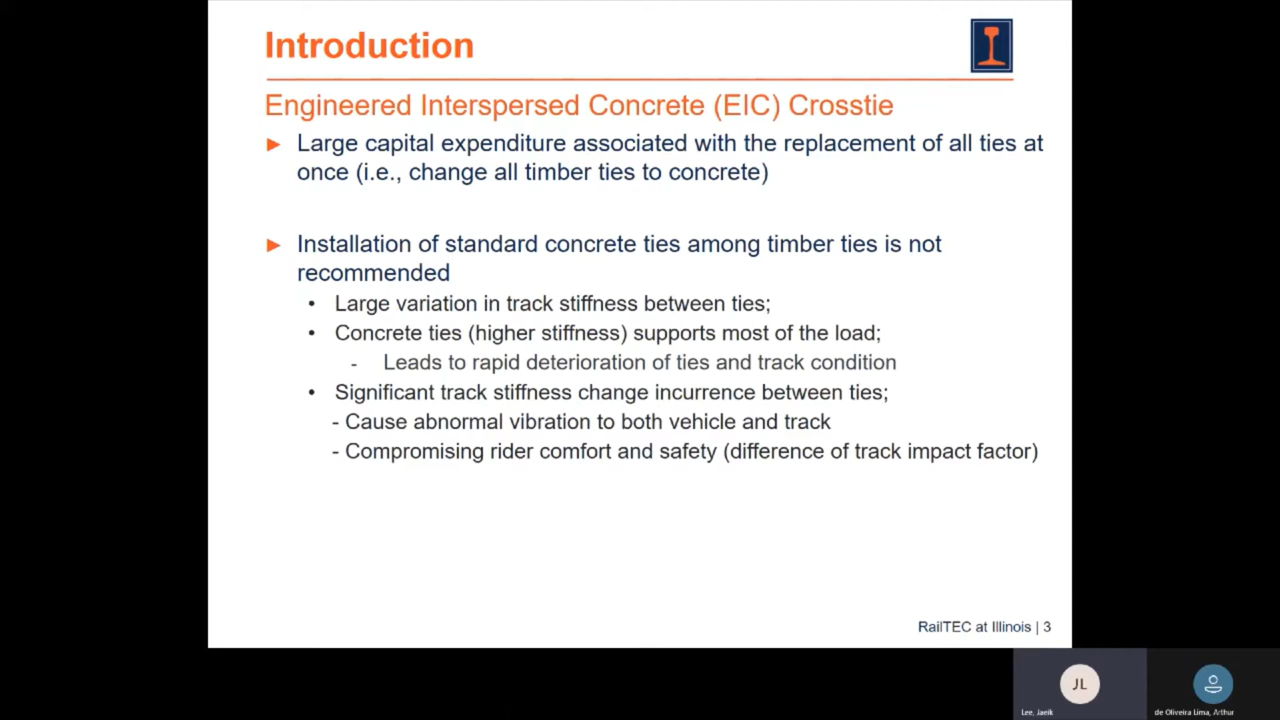 Introduction
Engineered Interspersed Concrete (EIC) Crosstie
► Large capital expenditure associated with the replacement of all ties at
once (i.e., change all timber ties to concrete)
► Installation of standard concrete ties among timber ties is not
recommended
• Large variation in track stiffness between ties;
• Concrete ties (higher stiffness) supports most of the load;
- Leads to rapid deterioration of ties and track condition
• Significant track stiffness change incurrence between ties;
- Cause abnormal vibration to both vehicle and track
- Compromising rider comfort and safety (difference of track impact factor)
RailTEC at Illinois | 3
JL
Lee, Jaeik
de Oliveira Lima, Arthur